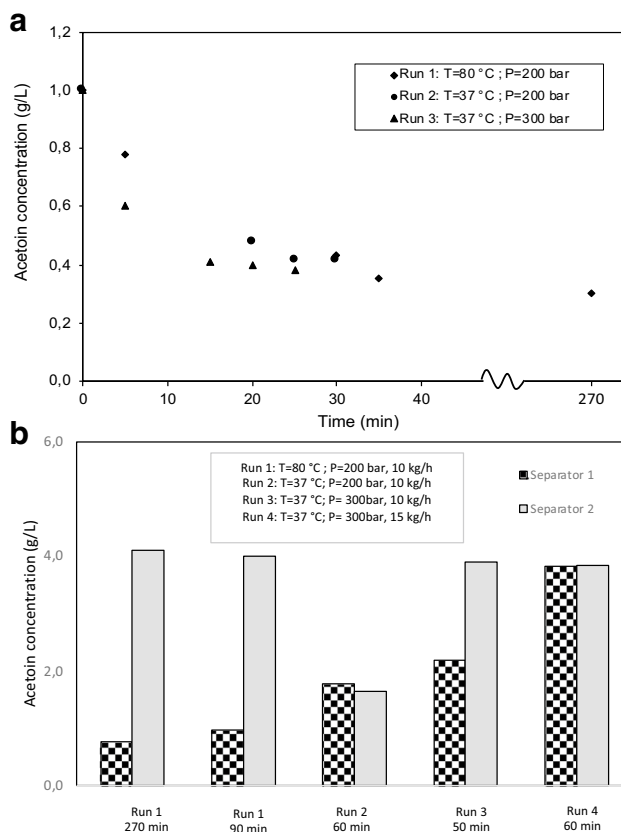 a
1,2
1,0
0,8
0,6
0,4
0,2
0,0
Acetoin concentration (g/L)
Run 1: T=80 °C ; P=200 bar
Run 2: T=37 °C ; P=200 bar
Run 3: T=37 °C ; P=300 bar
0
10
20
30
40
270
Time (min)
b
6,0
4,0
2,0
0,0
Acetoin concentration (g/L)
Run 1: T=80 °C ; P=200 bar, 10 kg/h
Run 2: T=37 °C; P=200 bar, 10 kg/h
Run 3: T=37 °C; P= 300bar, 10 kg/h
Run 4: T=37 °C; P= 300bar, 15 kg/h
Separator 1
Separator 2
Run 1
270 min
Run 1
90 min
Run 2
60 min
Run 3
50 min
Run 4
60 min